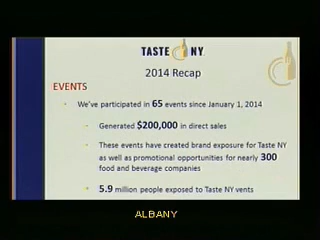 TASTE NY
2014 Recap
EVENTS
We've participated in 65 events since January 1, 2014
Generated $200,000 in direct sales
These events have created brand exposure for Taste NY
as well as promotional opportunities for nearly 300
food and beverage companies
5.9 million people exposed to Taste NY vents
ALBANY